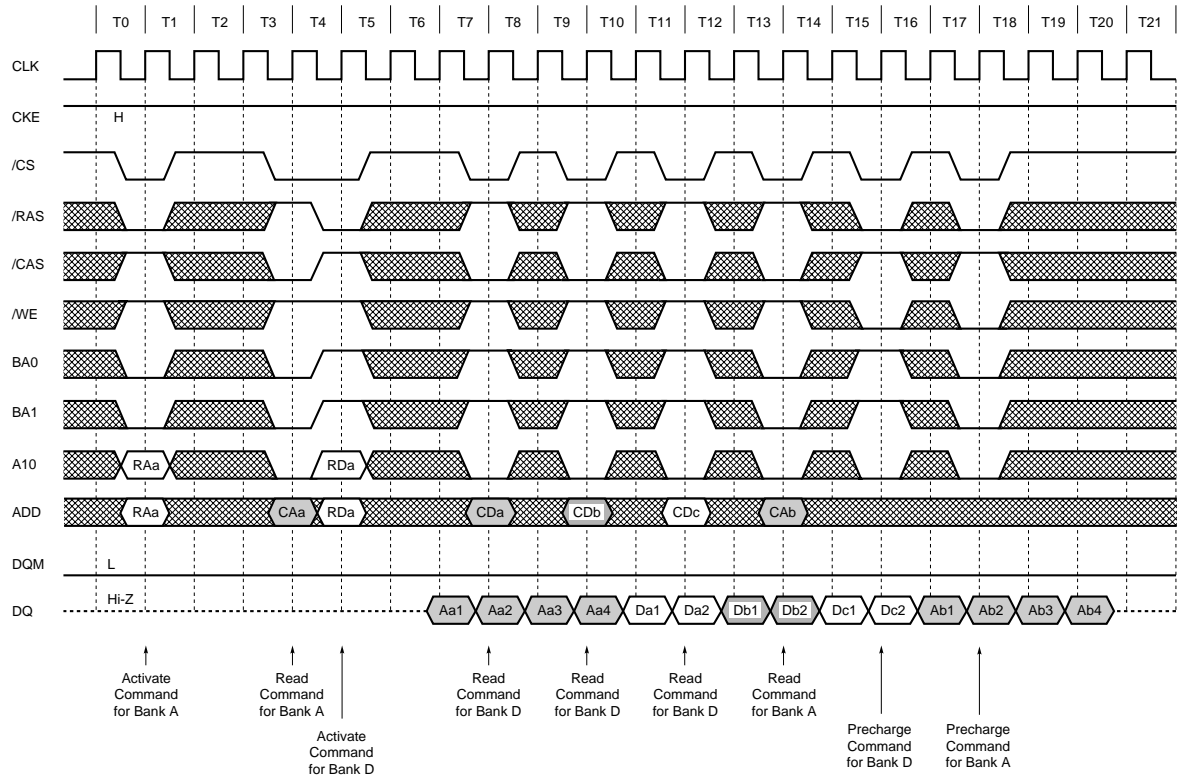 T0 T1 T2 T3 T4 T5 T6 T7 T8 T9 T10 T11 T12 T13 T14 T15 T16 T17 T18 T19 T20 T21
CLK
CKE H
/CS
/RAS
/CAS
/WE
BA0
BA1
A10 RAa RDa
ADD RAa CAa RDa CDa CDb CDc CAb
DQM L
DQ Hi-Z Aa1 Aa2 Aa3 Aa4 Da1 Da2 Db1 Db2 Dc1 Dc2 Ab1 Ab2 Ab3 Ab4
Activate
Command
for Bank A
Read
Command
for Bank A
Activate
Command
for Bank D
Read
Command
for Bank D
Read
Command
for Bank D
Read
Command
for Bank D
Read
Command
for Bank A
Precharge
Command
for Bank D
Precharge
Command
for Bank A